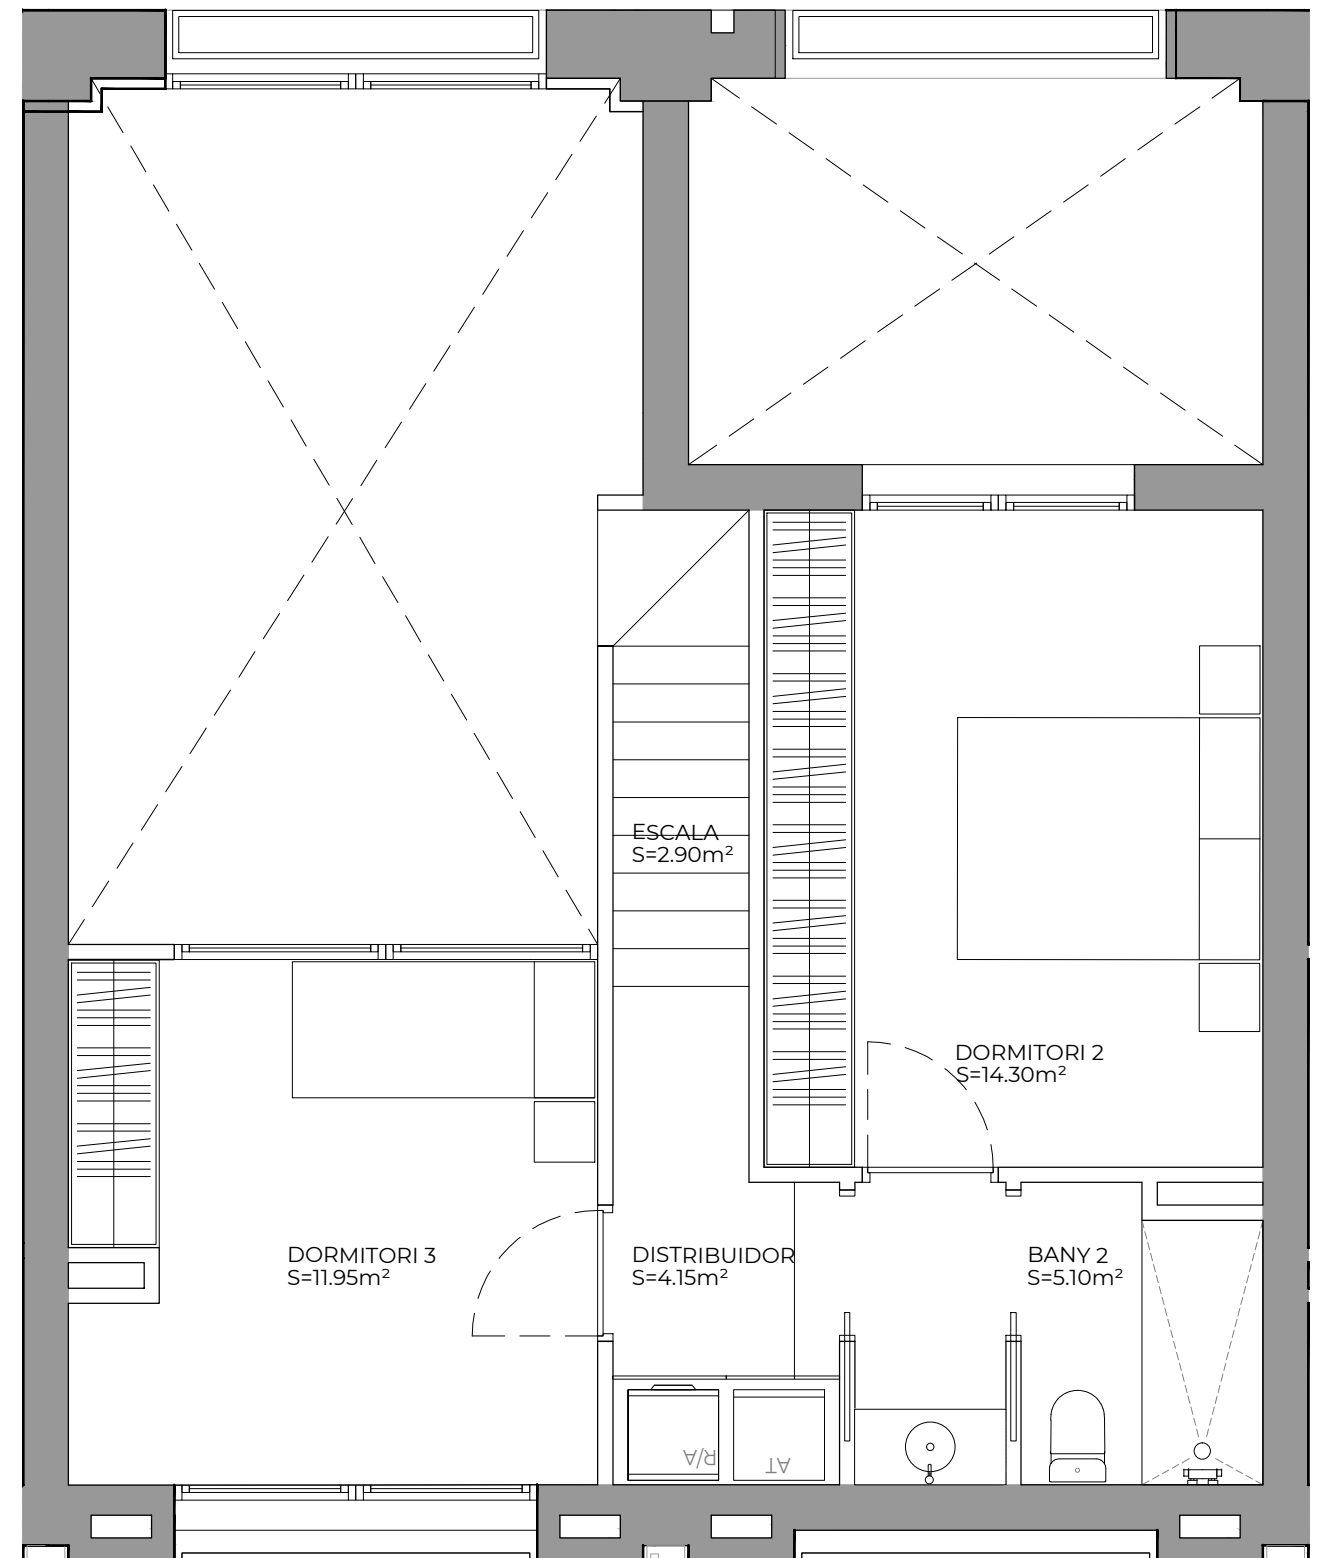 ESCALA
S=2.90m²
DORMITORI 2
S=14.30m²
DORMITORI 3
S=11.95m²
DISTRIBUIDOR
S=4.15m²
BANY 2
S=5.10m²
R/A
AT